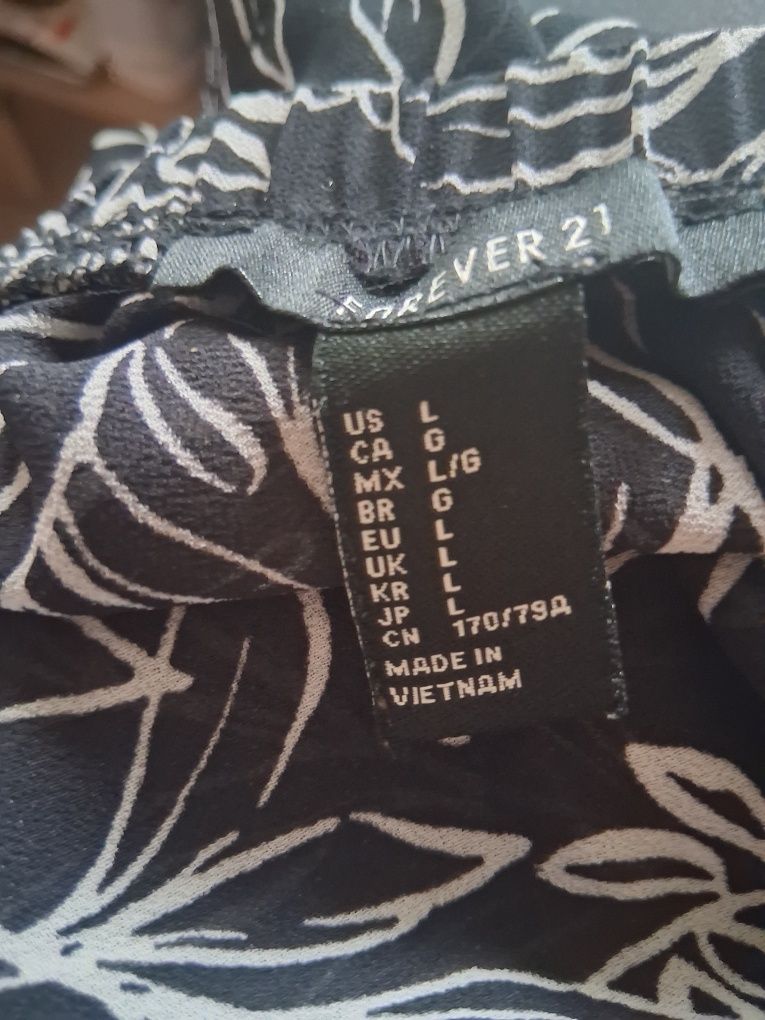 FOREVER 21
US L
CA G
MX L/G
BR G
EU L
UK L
KR L
JP L
CN 170/79A
MADE IN
VIETNAM